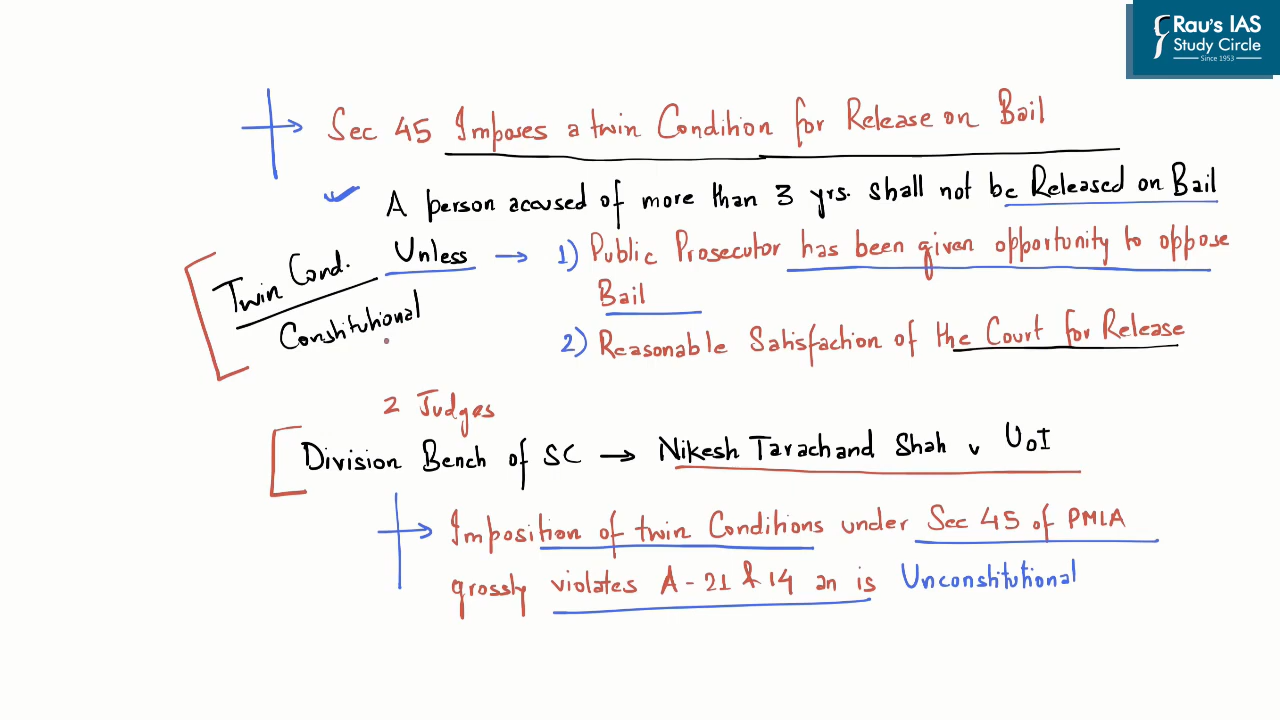 Rau's IAS
Study Circle
Since 1953
Sec 45 Imposes a twin Condition for Release on Bail
A person accused of more than 3 yrs. shall not be Released on Bail
Unless → 1) Public Prosecutor has been given opportunity to oppose
Bail
2) Reasonable Satisfaction of the Court for Release
Twin Cond.
Constitutional
2 Judges
Division Bench of SC → Nikesh Tarachand Shah v UOI
Imposition of twin Conditions under Sec 45 of PMLA
grossly violates A-21 & 14 an is Unconstitutional